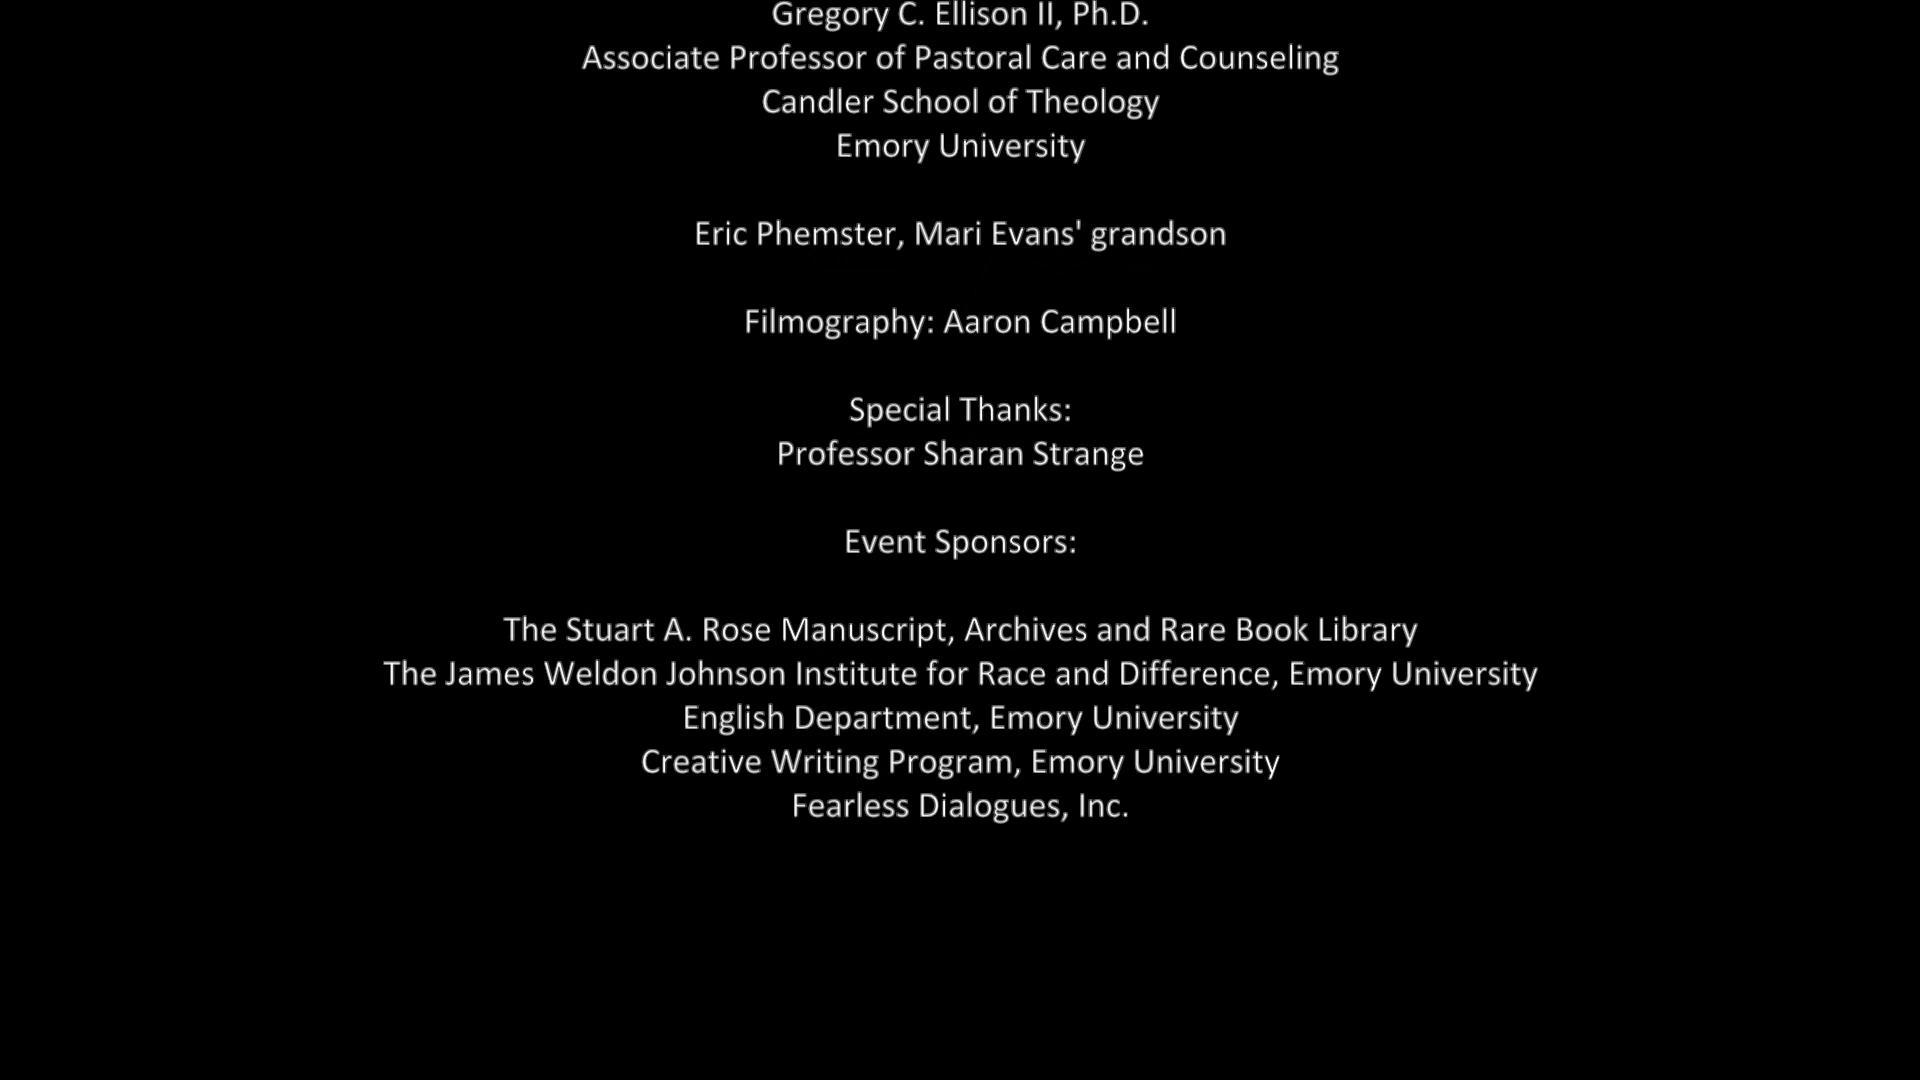 Gregory C. Ellison II, Ph.D.
Associate Professor of Pastoral Care and Counseling
Candler School of Theology
Emory University
Eric Phemster, Mari Evans' grandson
Filmography: Aaron Campbell
Special Thanks:
Professor Sharan Strange
Event Sponsors:
The Stuart A. Rose Manuscript, Archives and Rare Book Library
The James Weldon Johnson Institute for Race and Difference, Emory University
English Department, Emory University
Creative Writing Program, Emory University
Fearless Dialogues, Inc.